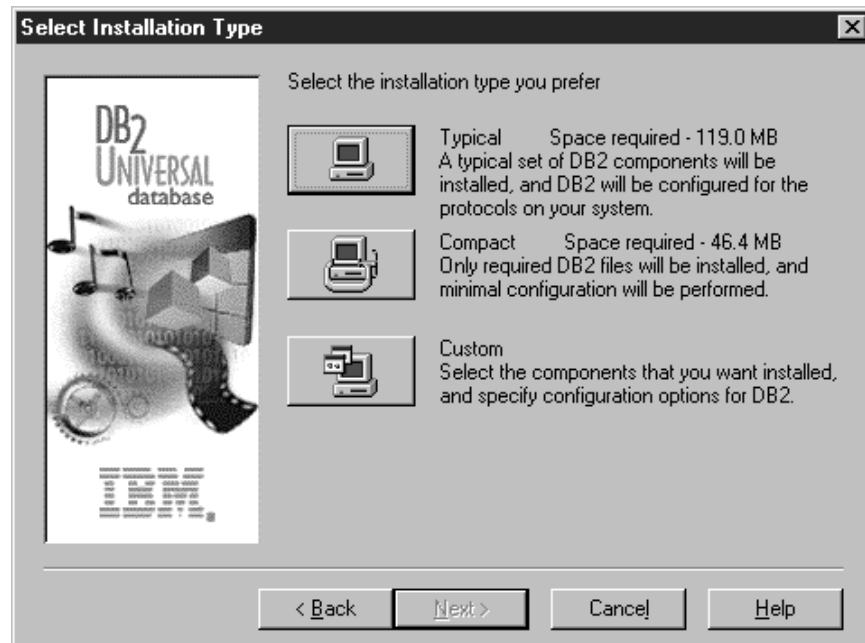 Select Installation Type
DB2
UNIVERSAL
database
IBM
Select the installation type you prefer
Typical Space required - 119.0 MB
A typical set of DB2 components will be
installed, and DB2 will be configured for the
protocols on your system.
Compact Space required - 46.4 MB
Only required DB2 files will be installed, and
minimal configuration will be performed.
Custom
Select the components that you want installed,
and specify configuration options for DB2.
< Back
Next >
Cancel
Help